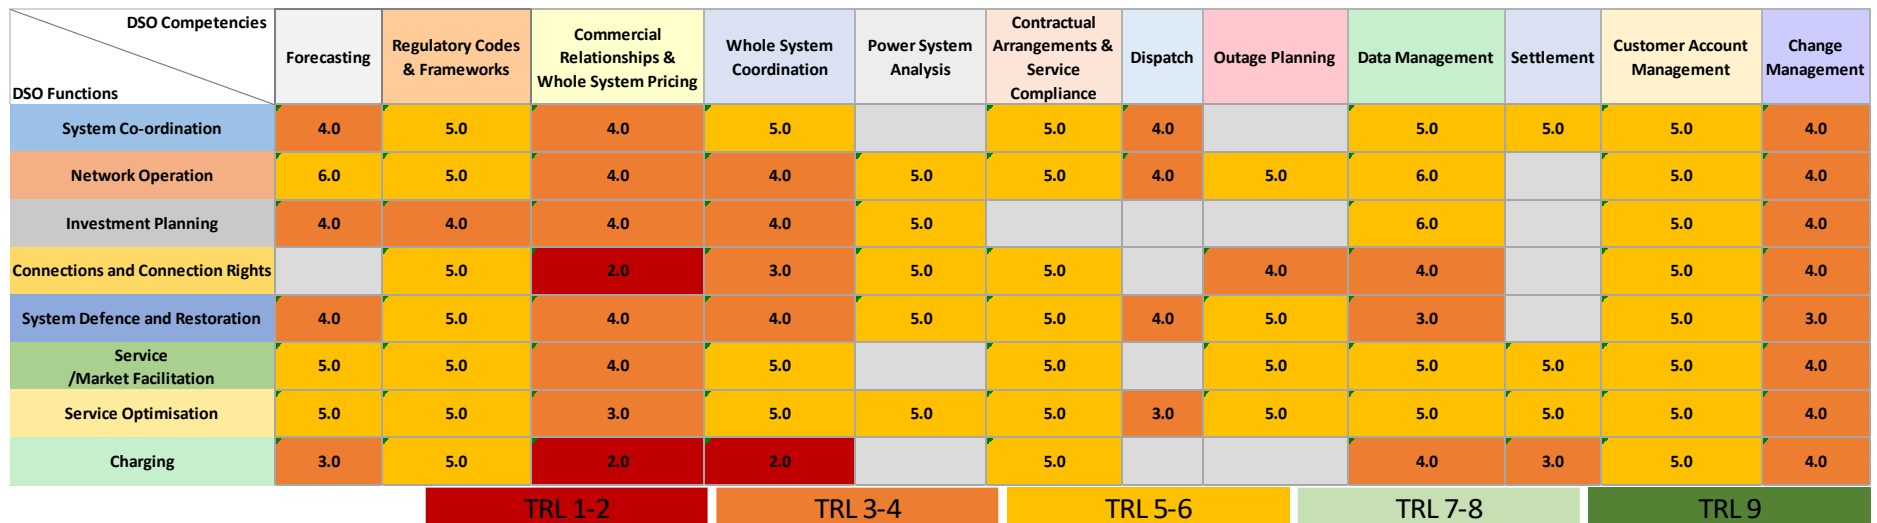 DSO Competencies
DSO Functions
Forecasting
Regulatory Codes
& Frameworks
Commercial
Relationships &
Whole System Pricing
Whole System
Coordination
Power System
Analysis
Contractual
Arrangements &
Service
Compliance
Dispatch
Outage Planning
Data Management
Settlement
Customer Account
Management
Change
Management
System Co-ordination 4.0 5.0 4.0 5.0 5.0 4.0 5.0 5.0 5.0 4.0
Network Operation 6.0 5.0 4.0 4.0 5.0 5.0 4.0 5.0 6.0 5.0 4.0
Investment Planning 4.0 4.0 4.0 4.0 5.0 6.0 5.0 4.0
Connections and Connection Rights 5.0 2.0 3.0 5.0 5.0 4.0 4.0 5.0 4.0
System Defence and Restoration 4.0 5.0 4.0 4.0 5.0 5.0 4.0 5.0 3.0 5.0 3.0
Service
/Market Facilitation 5.0 5.0 4.0 5.0 5.0 5.0 5.0 5.0 5.0 4.0
Service Optimisation 5.0 5.0 3.0 5.0 5.0 5.0 3.0 5.0 5.0 5.0 5.0 4.0
Charging 3.0 5.0 2.0 2.0 5.0 4.0 3.0 5.0 4.0
TRL 1-2 TRL 3-4 TRL 5-6 TRL 7-8 TRL 9